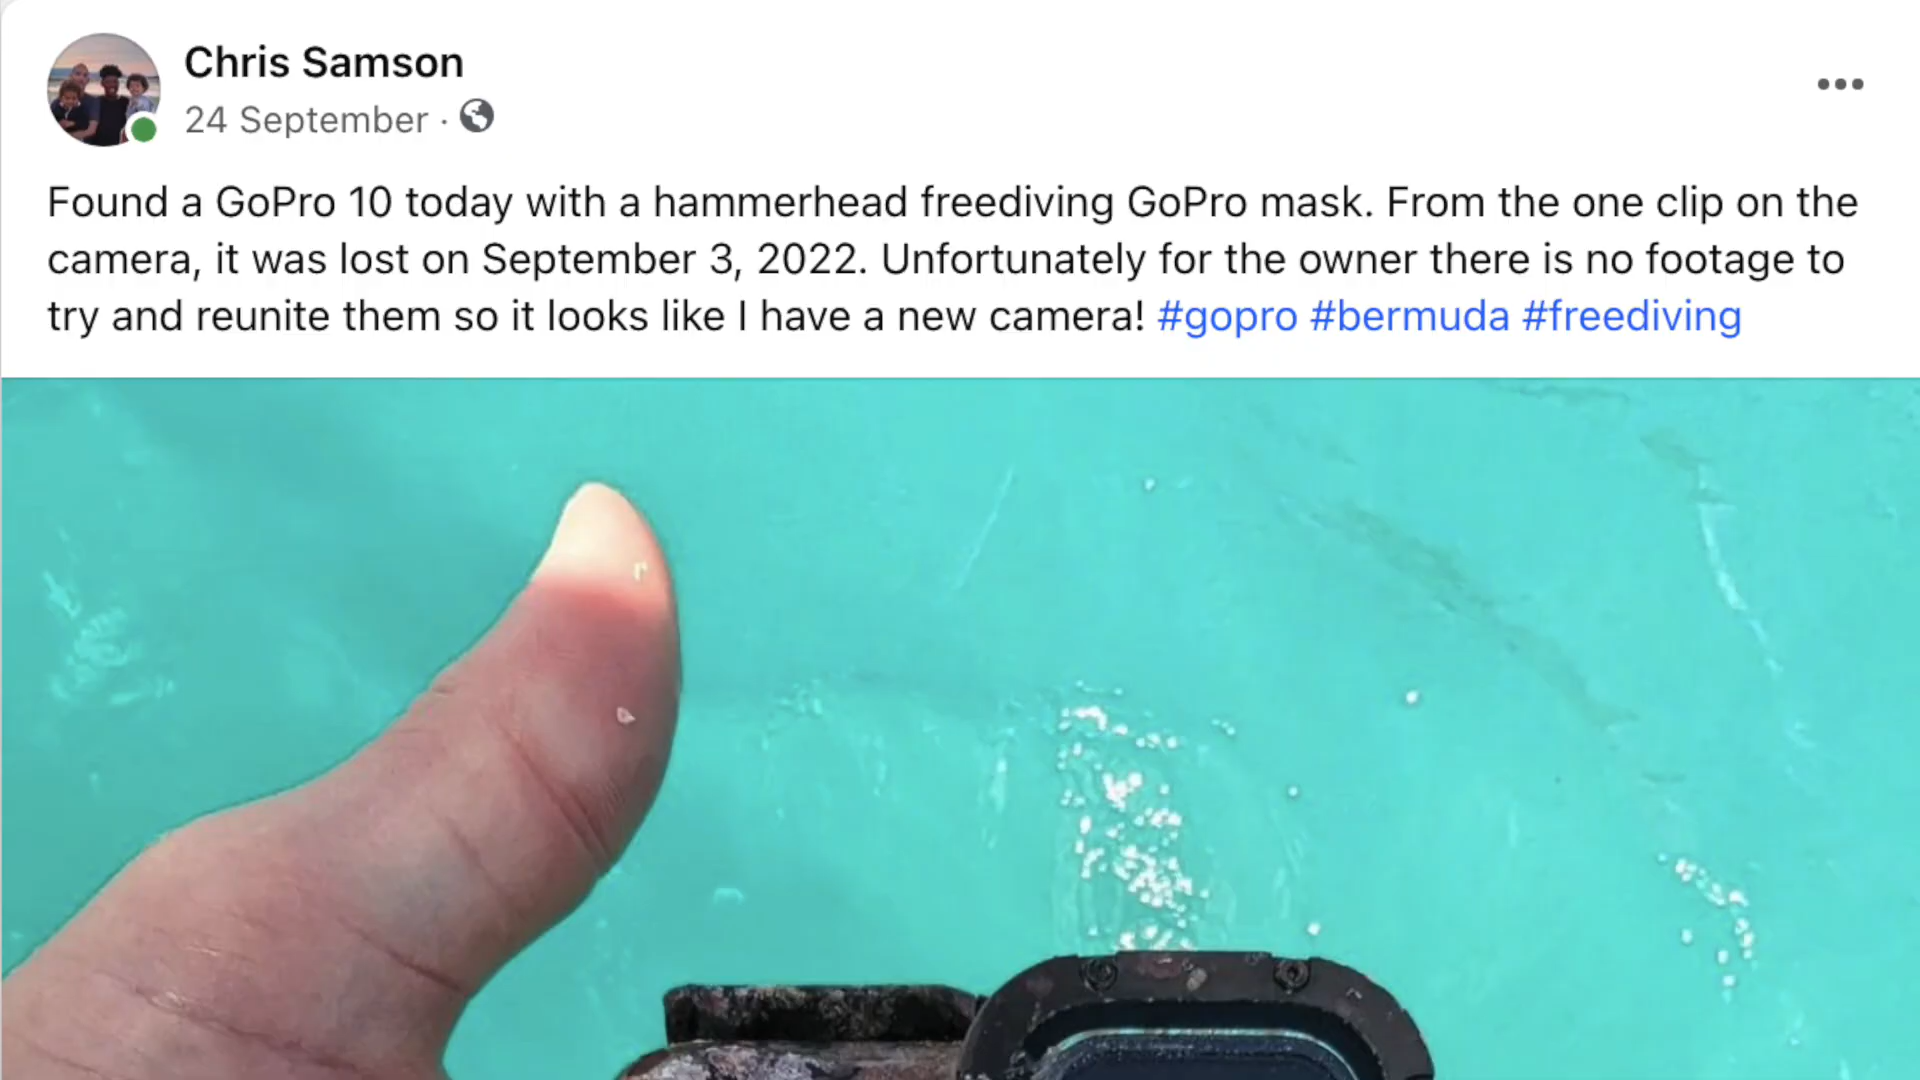 Chris Samson
24 September ·
Found a GoPro 10 today with a hammerhead freediving GoPro mask. From the one clip on the
camera, it was lost on September 3, 2022. Unfortunately for the owner there is no footage to
try and reunite them so it looks like I have a new camera! #gopro #bermuda #freediving